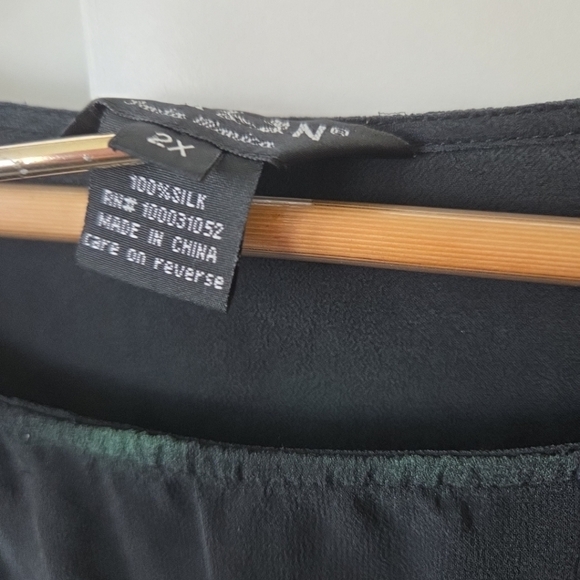 2X
100%SILK
RN# 100031052
MADE IN CHINA
Care on reverse